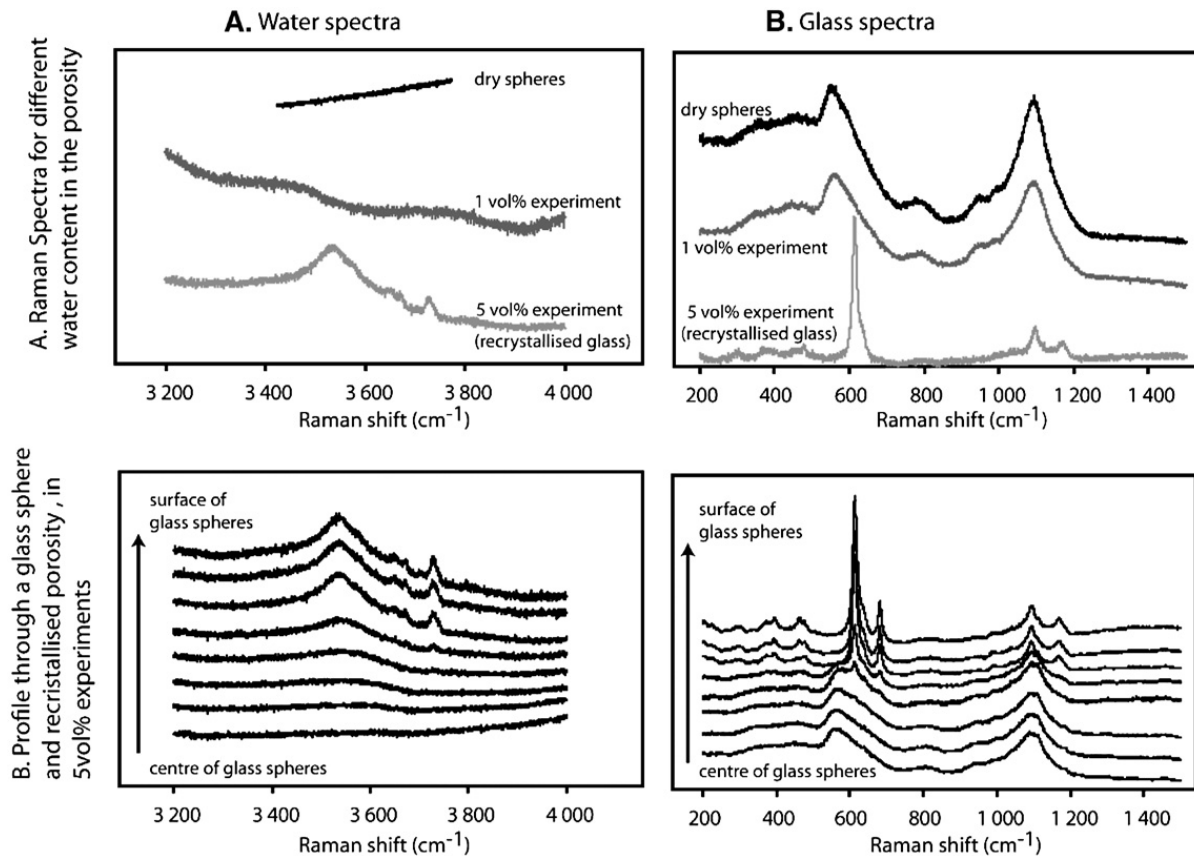 A. Water spectra
B. Glass spectra
A. Raman Spectra for different
water content in the porosity
dry spheres
1 vol% experiment
5 vol% experiment
(recrystallised glass)
3 200
3 400
3 600
3 800
4 000
Raman shift (cm-1)
dry spheres
1 vol% experiment
5 vol% experiment
(recrystallised glass)
200
400
600
800
1 000
1 200
1 400
Raman shift (cm-1)
B. Profile through a glass sphere
and recristallised porosity , in
5vol% experiments
surface of
glass spheres
centre of glass spheres
3 200
3 400
3 600
3 800
4 000
Raman shift (cm-1)
surface of
glass spheres
centre of glass spheres
200
400
600
800
1 000
1 200
1 400
Raman shift (cm-1)